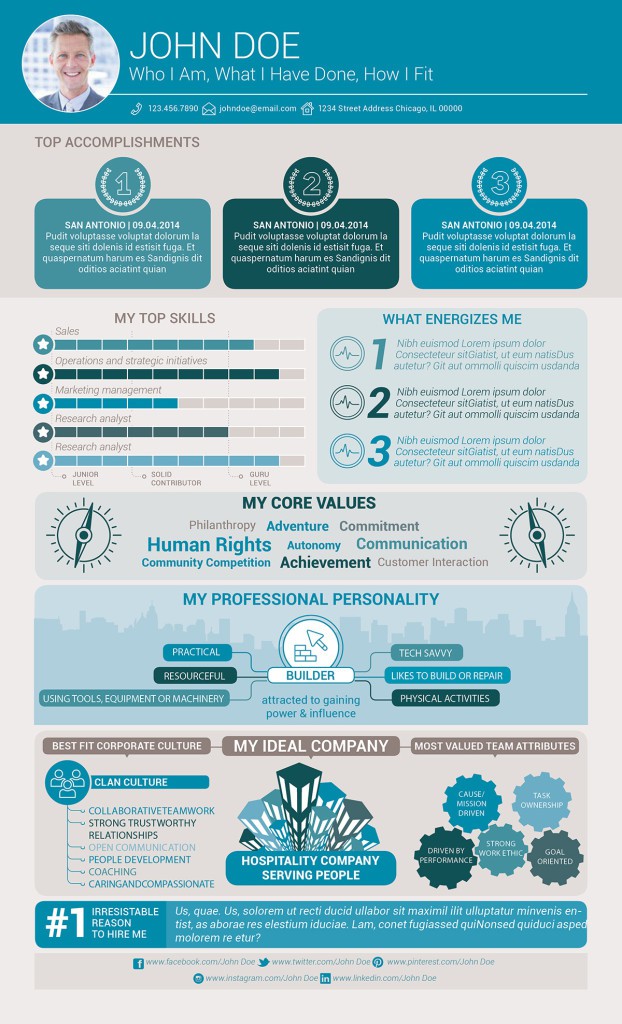 JOHN DOE
Who I Am, What I Have Done, How I Fit
123.456.7890 johndoe@email.com 1234 Street Address Chicago, IL 00000
TOP ACCOMPLISHMENTS
1
SAN ANTONIO | 09.04.2014
Pudit voluptasse voluptat dolorum la
seque siti dolenis id estisit fuga. Et
quaspernatur harum es Sandignis dit
oditios aciatint quian
2
SAN ANTONIO | 09.04.2014
Pudit voluptasse voluptat dolorum la
seque siti dolenis id estisit fuga. Et
quaspernatur harum es Sandignis dit
oditios aciatint quian
3
SAN ANTONIO | 09.04.2014
Pudit voluptasse voluptat dolorum la
seque siti dolenis id estisit fuga. Et
quaspernatur harum es Sandignis dit
oditios aciatint quian
MY TOP SKILLS
Sales
Operations and strategic initiatives
Marketing management
Research analyst
Research analyst
JUNIOR
LEVEL
SOLID
CONTRIBUTOR
GURU
LEVEL
WHAT ENERGIZES ME
1
Nibh euismod Lorem ipsum dolor
Consecteteur sitGiatist, ut eum natisDus
autetur? Git aut ommolli quiscim usdanda
2
Nibh euismod Lorem ipsum dolor
Consecteteur sitGiatist, ut eum natisDus
autetur? Git aut ommolli quiscim usdanda
3
Nibh euismod Lorem ipsum dolor
Consecteteur sitGiatist, ut eum natisDus
autetur? Git aut ommolli quiscim usdanda
MY CORE VALUES
Philanthropy Adventure Commitment
Human Rights Autonomy Communication
Community Competition Achievement Customer Interaction
MY PROFESSIONAL PERSONALITY
PRACTICAL
RESOURCEFUL
USING TOOLS, EQUIPMENT OR MACHINERY
BUILDER
attracted to gaining
power & influence
TECH SAVVY
LIKES TO BUILD OR REPAIR
PHYSICAL ACTIVITIES
BEST FIT CORPORATE CULTURE
MY IDEAL COMPANY
MOST VALUED TEAM ATTRIBUTES
CLAN CULTURE
COLLABORATIVETEAMWORK
STRONG TRUSTWORTHY
RELATIONSHIPS
OPEN COMMUNICATION
PEOPLE DEVELOPMENT
COACHING
CARINGANDCOMPASSIONATE
HOSPITALITY COMPANY
SERVING PEOPLE
CAUSE/
MISSION
DRIVEN
TASK
OWNERSHIP
DRIVEN BY
PERFORMANCE
STRONG
WORK ETHIC
GOAL
ORIENTED
#1
IRRESISTABLE
REASON
TO HIRE ME
Us, quae. Us, solorem ut recti ducid ullabor sit maximil ilit ulluptatur minvenis en-
tist, as aborae res elestium iduciae. Lam, conet fugiassed quiNonsed quiduci asped
molorem re etur?
www.facebook.com/John Doe www.twitter.com/John Doe www.pinterest.com/John Doe
www.instagram.com/John Doe www.linkedin.com/John Doe